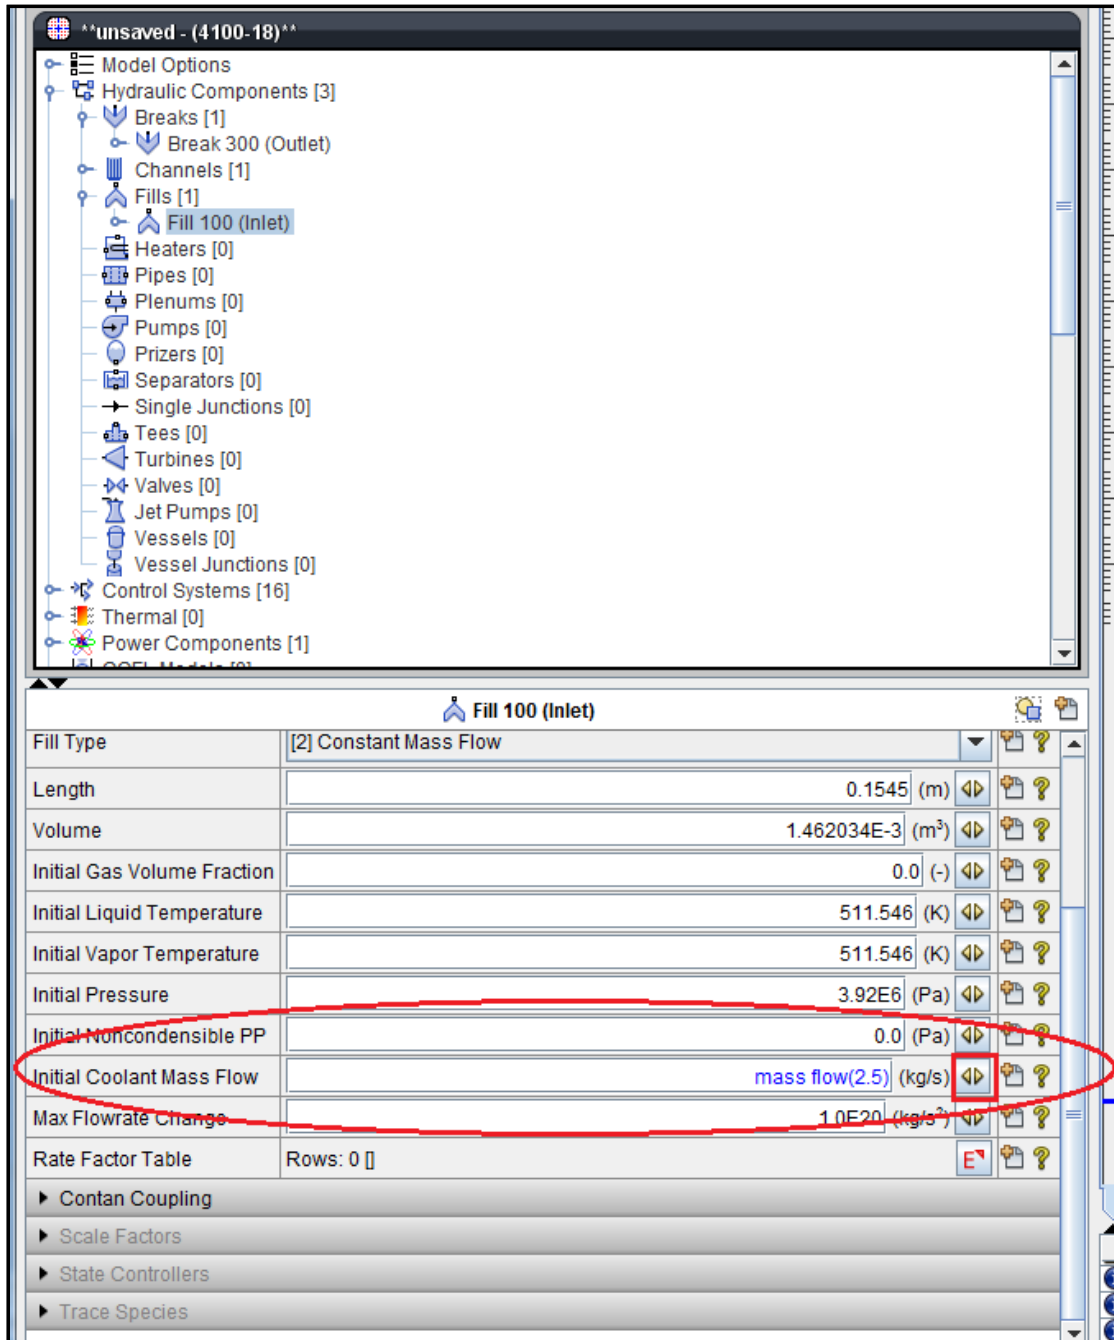 **unsaved - (4100-18)**
Model Options
Hydraulic Components [3]
Breaks [1]
Break 300 (Outlet)
Channels [1]
Fills [1]
Fill 100 (Inlet)
Heaters [0]
Pipes [0]
Plenums [0]
Pumps [0]
Prizers [0]
Separators [0]
Single Junctions [0]
Tees [0]
Turbines [0]
Valves [0]
Jet Pumps [0]
Vessels [0]
Vessel Junctions [0]
Control Systems [16]
Thermal [0]
Power Components [1]
Fill 100 (Inlet)
Fill Type [2] Constant Mass Flow
Length 0.1545 (m)
Volume 1.462034E-3 (m³)
Initial Gas Volume Fraction 0.0 (-)
Initial Liquid Temperature 511.546 (K)
Initial Vapor Temperature 511.546 (K)
Initial Pressure 3.92E6 (Pa)
Initial Noncondensible PP 0.0 (Pa)
Initial Coolant Mass Flow mass flow(2.5) (kg/s)
Max Flowrate Change 1.0E20 (kg/s²)
Rate Factor Table Rows: 0 [] E
Contan Coupling
Scale Factors
State Controllers
Trace Species